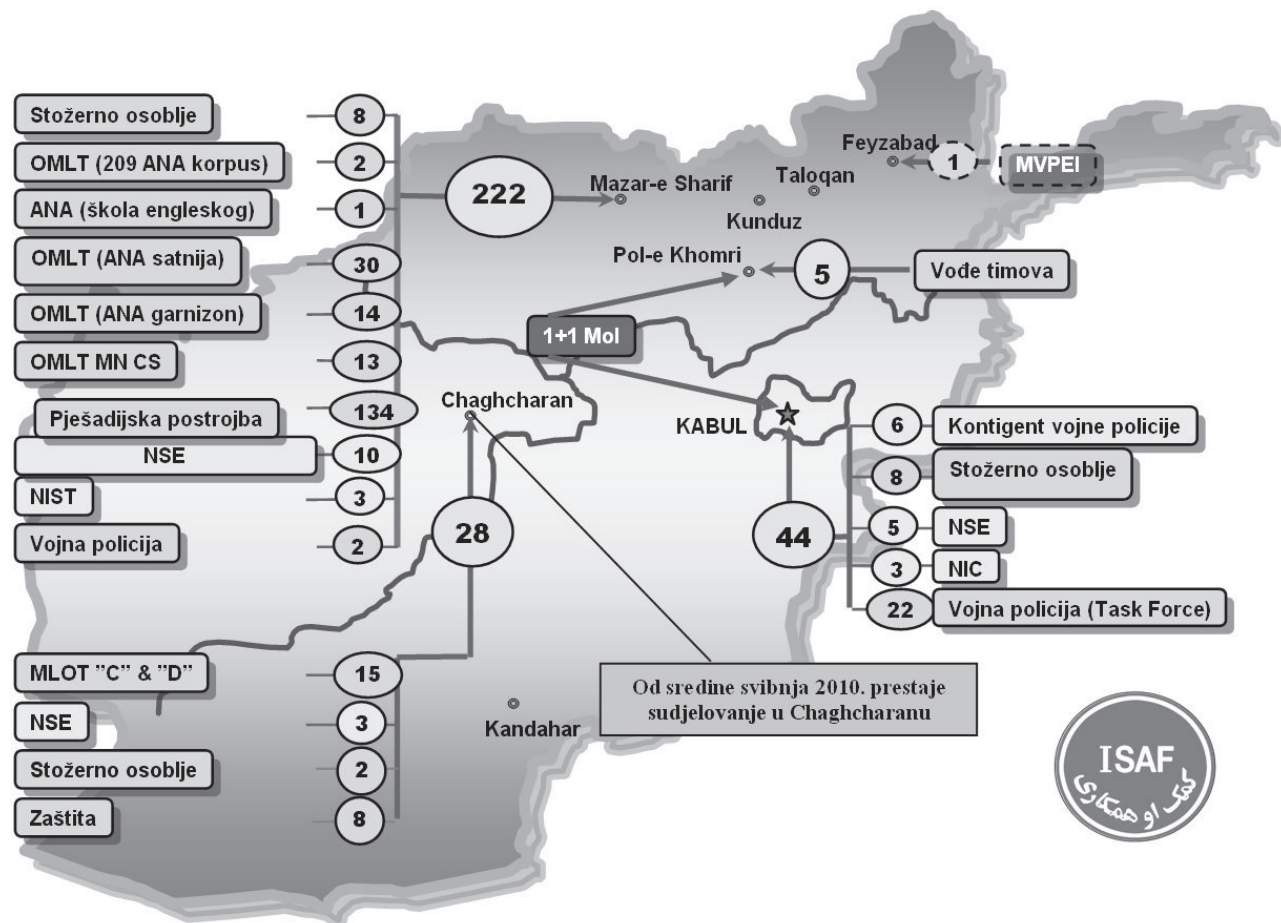 Stožerno osoblje 8
OMLT (209 ANA korpus) 2
ANA (škola engleskog) 1
OMLT (ANA satnija) 30
OMLT (ANA garnizon) 14
OMLT MN CS 13
Pješadijska postrojba 134
NSE 10
NIST 3
Vojna policija 2
222
Mazar-e Sharif
Kunduz
Taloqan
Feyzabad
1
MVPEI
Pol-e Khomri
5
Vođe timova
1+1 Mol
Chaghcharan
28
KABUL
44
6 Kontigent vojne policije
8 Stožerno osoblje
5 NSE
3 NIC
22 Vojna policija (Task Force)
MLOT ”C” & ”D” 15
NSE 3
Stožerno osoblje 2
Zaštita 8
Kandahar
Od sredine svibnja 2010. prestaje
sudjelovanje u Chaghcharanu
ISAF
کمک او همکاری